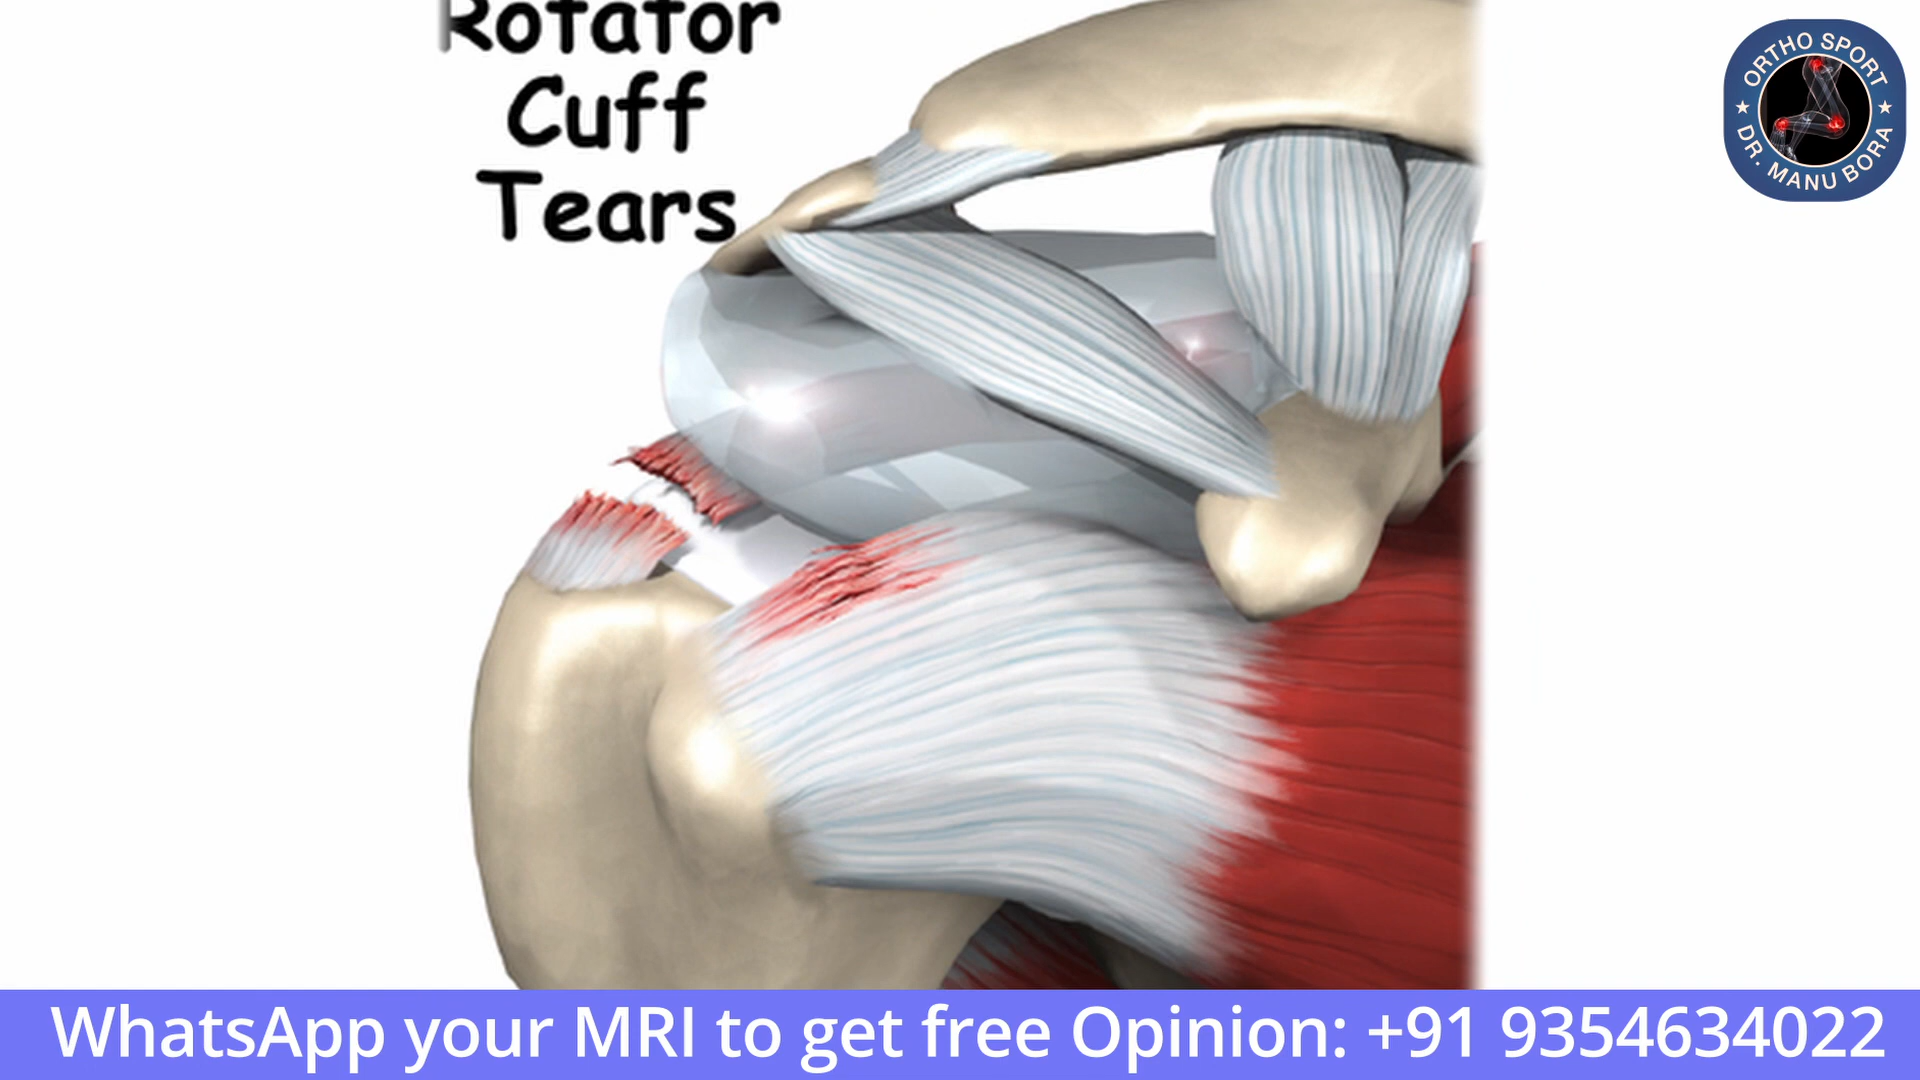 Rotator
Cuff
Tears
ORTHO SPORT
DR. MANU BORA
WhatsApp your MRI to get free Opinion: +91 9354634022